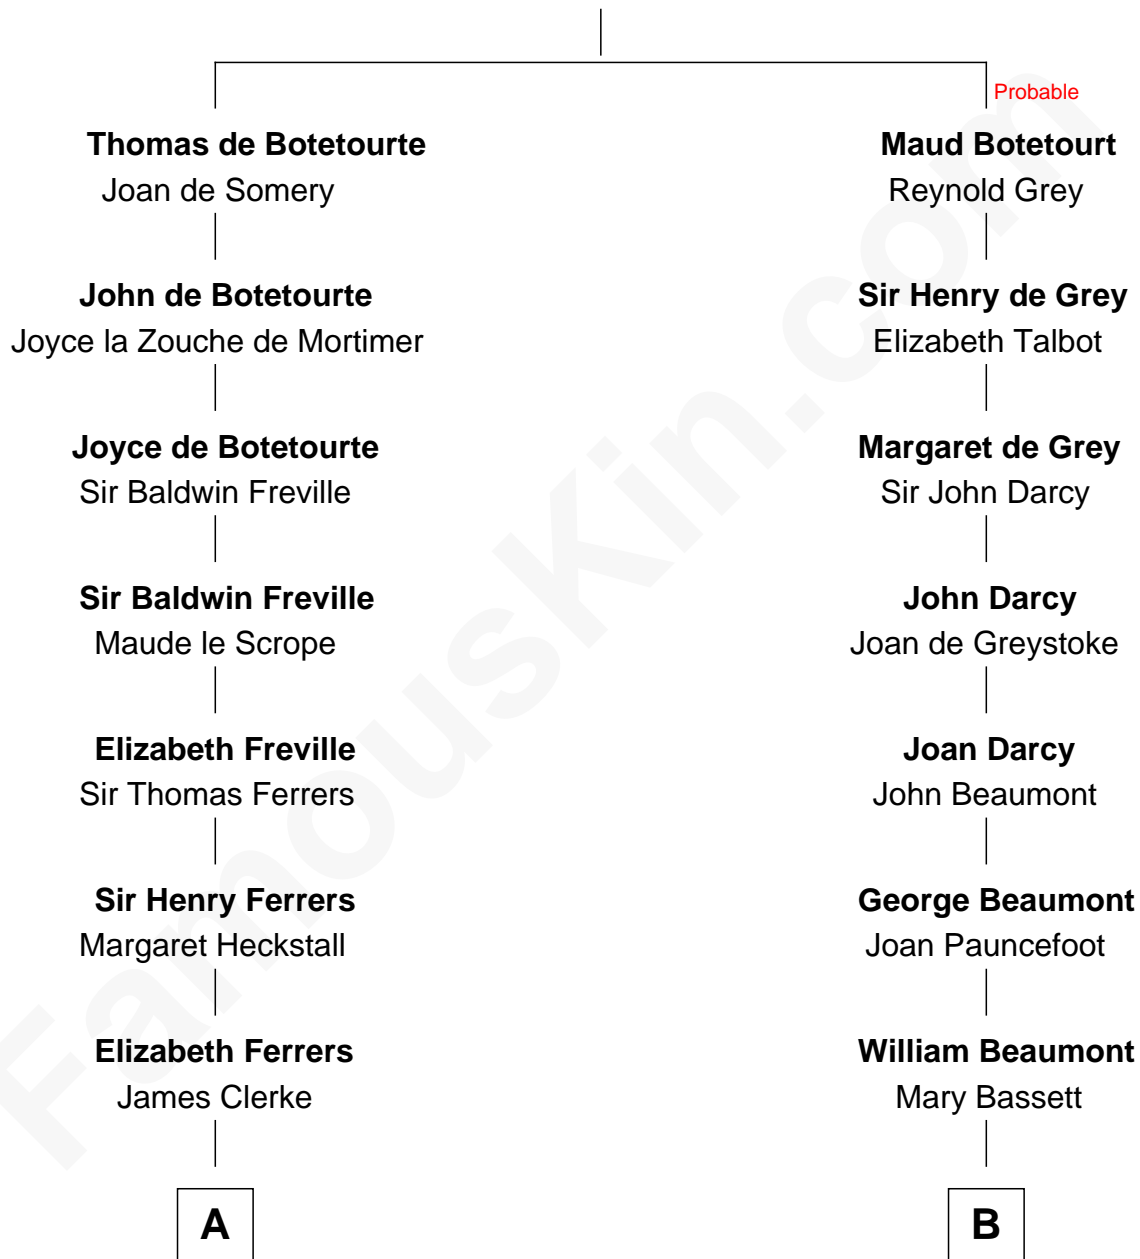 Probable
Thomas de Botetourte
Joan de Somery
Maud Botetourt
Reynold Grey
John de Botetourte
Joyce la Zouche de Mortimer
Sir Henry de Grey
Elizabeth Talbot
Joyce de Botetourte
Sir Baldwin Freville
Margaret de Grey
Sir John Darcy
Sir Baldwin Freville
Maude le Scrope
John Darcy
Joan de Greystoke
Elizabeth Freville
Sir Thomas Ferrers
Joan Darcy
John Beaumont
Sir Henry Ferrers
Margaret Heckstall
George Beaumont
Joan Pauncefoot
Elizabeth Ferrers
James Clerke
William Beaumont
Mary Bassett
A
B
FamousKin.com